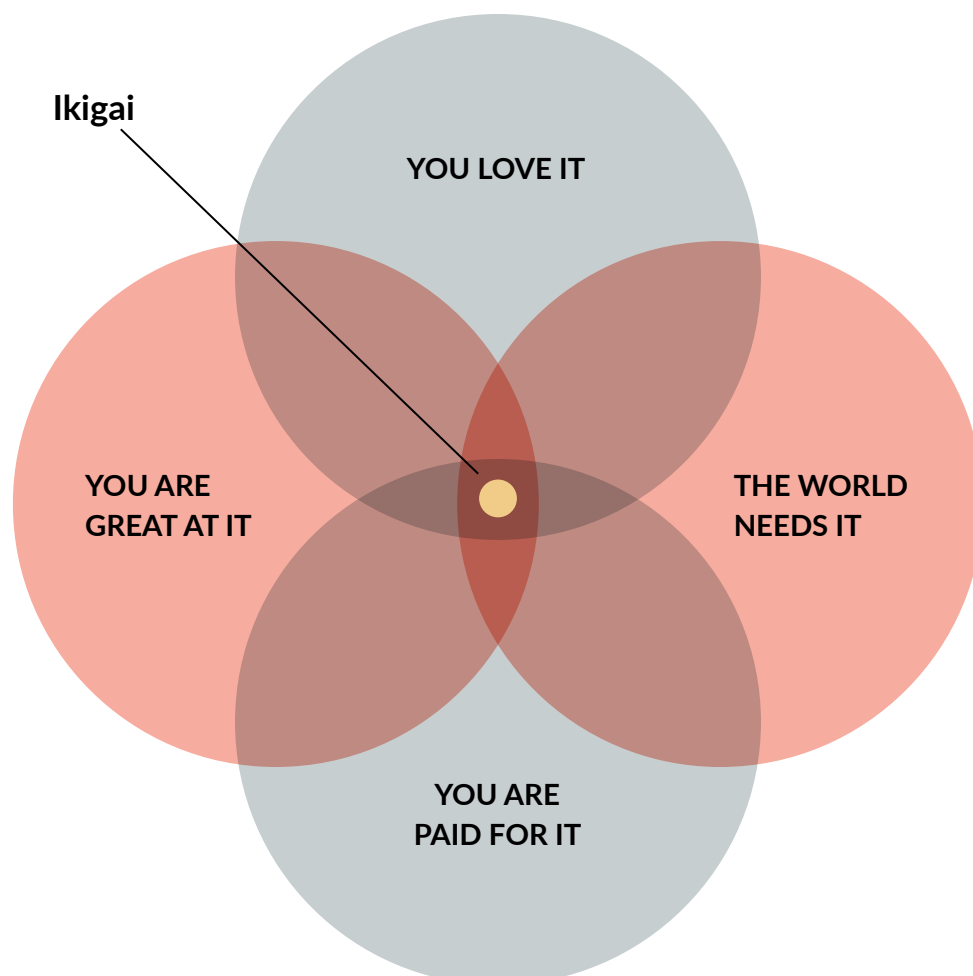 Ikigai
YOU LOVE IT
YOU ARE
GREAT AT IT
THE WORLD
NEEDS IT
YOU ARE
PAID FOR IT